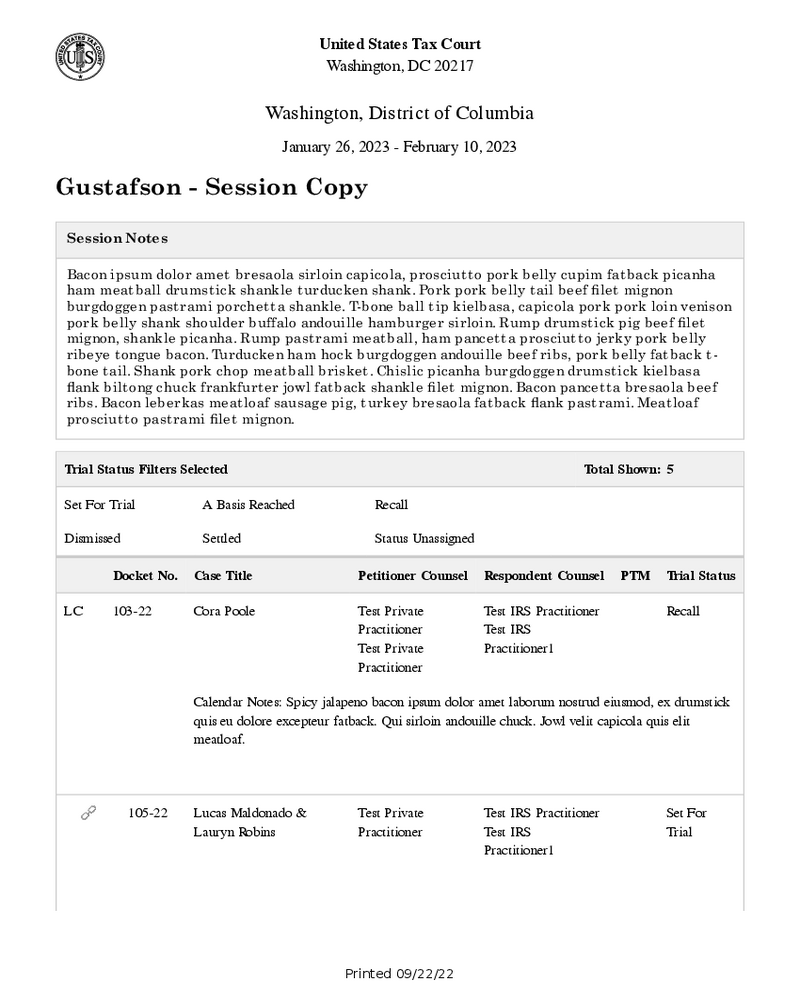 United States Tax Court
Washington, DC 20217
UNITED STATES TAX COURT
US
Washington, District of Columbia
January 26, 2023 - February 10, 2023
Gustafson - Session Copy
Session Notes
Bacon ipsum dolor amet bresaola sirloin capicola, prosciutto pork belly cupim fatback picanha
ham meatball drumstick shankle turducken shank. Pork pork belly tail beef filet mignon
burgdoggen pastrami porchetta shankle. T-bone ball tip kielbasa, capicola pork pork loin venison
pork belly shank shoulder buffalo andouille hamburger sirloin. Rump drumstick pig beef filet
mignon, shankle picanha. Rump pastrami meatball, ham pancetta prosciutto jerky pork belly
ribeye tongue bacon. Turducken ham hock burgdoggen andouille beef ribs, pork belly fatback t-
bone tail. Shank pork chop meatball brisket. Chislic picanha burgdoggen drumstick kielbasa
flank biltong chuck frankfurter jowl fatback shankle filet mignon. Bacon pancetta bresaola beef
ribs. Bacon leberkas meatloaf sausage pig, turkey bresaola fatback flank pastrami. Meatloaf
prosciutto pastrami filet mignon.
Trial Status Filters Selected Total Shown: 5
Set For Trial A Basis Reached Recall
Dismissed Settled Status Unassigned
Docket No. Case Title Petitioner Counsel Respondent Counsel PTM Trial Status
LC 103-22 Cora Poole Test Private Test IRS Practitioner Recall
Practitioner Test IRS
Test Private Practitioner1
Practitioner
Calendar Notes: Spicy jalapeno bacon ipsum dolor amet laborum nostrud eiusmod, ex drumstick
quis eu dolore excepteur fatback. Qui sirloin andouille chuck. Jowl velit capicola quis elit
meatloaf.
105-22 Lucas Maldonado & Test Private Test IRS Practitioner Set For
Lauryn Robins Practitioner Test IRS Trial
Practitioner1
Printed 09/22/22